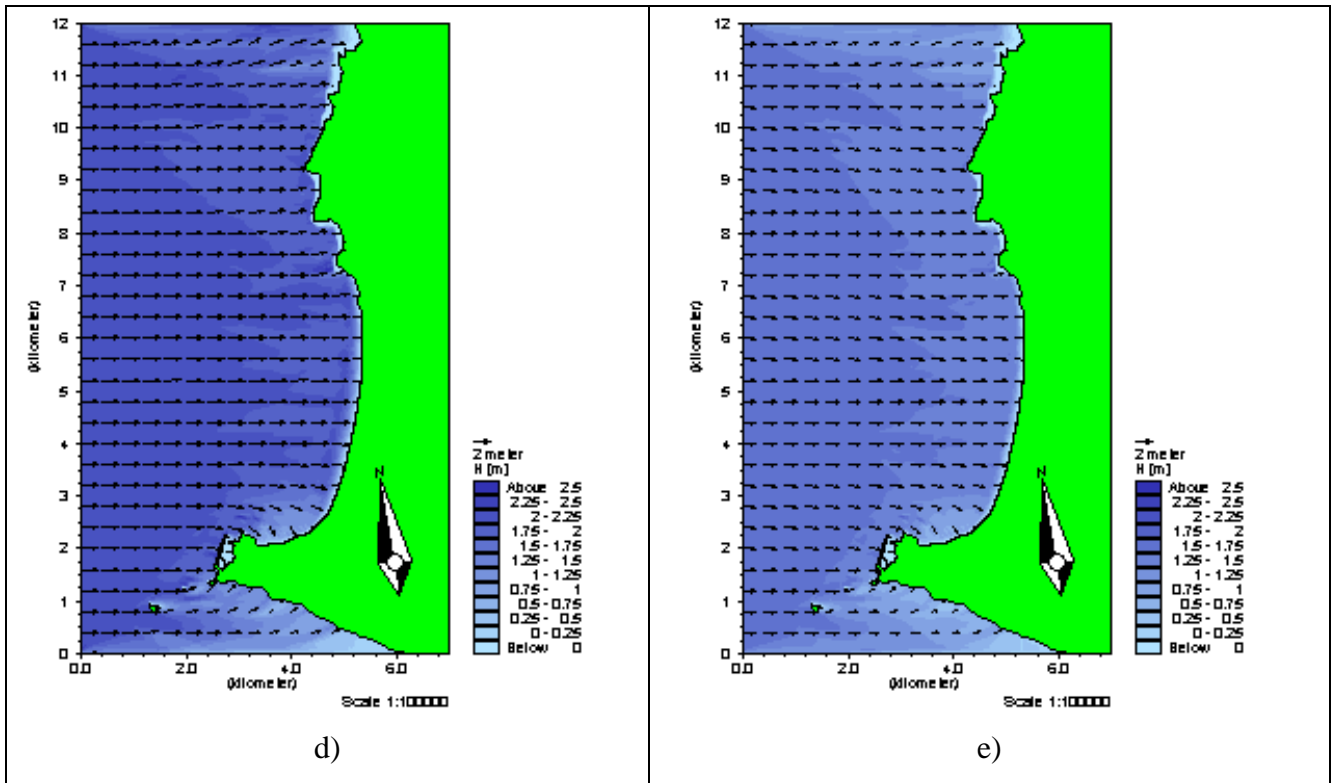 12
11
10
9
8
7
6
5
4
3
2
1
0
(kilometer)
0.0 2.0 4.0 6.0
(kilometer)
Scale 1:100000
N
2 meter
H [m]
Above 2.5
2.25 - 2.5
2 - 2.25
1.75 - 2
1.5 - 1.75
1.25 - 1.5
1 - 1.25
0.75 - 1
0.5 - 0.75
0.25 - 0.5
0 - 0.25
Below 0
d)
12
11
10
9
8
7
6
5
4
3
2
1
0
(kilometer)
0.0 2.0 4.0 6.0
(kilometer)
Scale 1:100000
N
2 meter
H [m]
Above 2.5
2.25 - 2.5
2 - 2.25
1.75 - 2
1.5 - 1.75
1.25 - 1.5
1 - 1.25
0.75 - 1
0.5 - 0.75
0.25 - 0.5
0 - 0.25
Below 0
e)